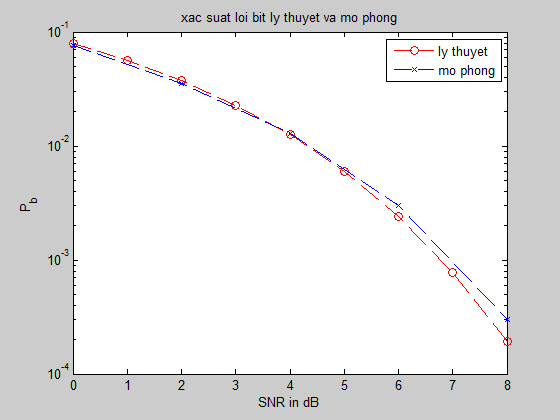 xac suat loi bit ly thuyet va mo phong
ly thuyet
mo phong
10^-1
10^-2
10^-3
10^-4
P_b
0 1 2 3 4 5 6 7 8
SNR in dB